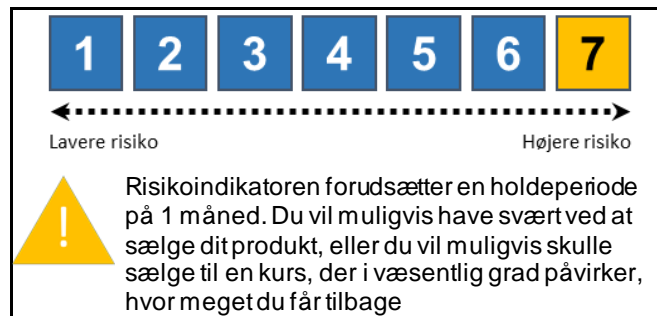 1 2 3 4 5 6 7
Lavere risiko Højere risiko
!
Risikoindikatoren forudsætter en holdeperiode
på 1 måned. Du vil muligvis have svært ved at
sælge dit produkt, eller du vil muligvis skulle
sælge til en kurs, der i væsentlig grad påvirker,
hvor meget du får tilbage